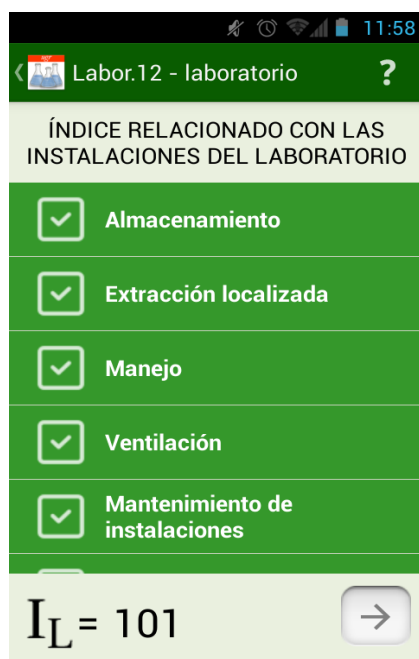 11:58
Labor.12 - laboratorio ?
ÍNDICE RELACIONADO CON LAS
INSTALACIONES DEL LABORATORIO
Almacenamiento
Extracción localizada
Manejo
Ventilación
Mantenimiento de
instalaciones
IL= 101